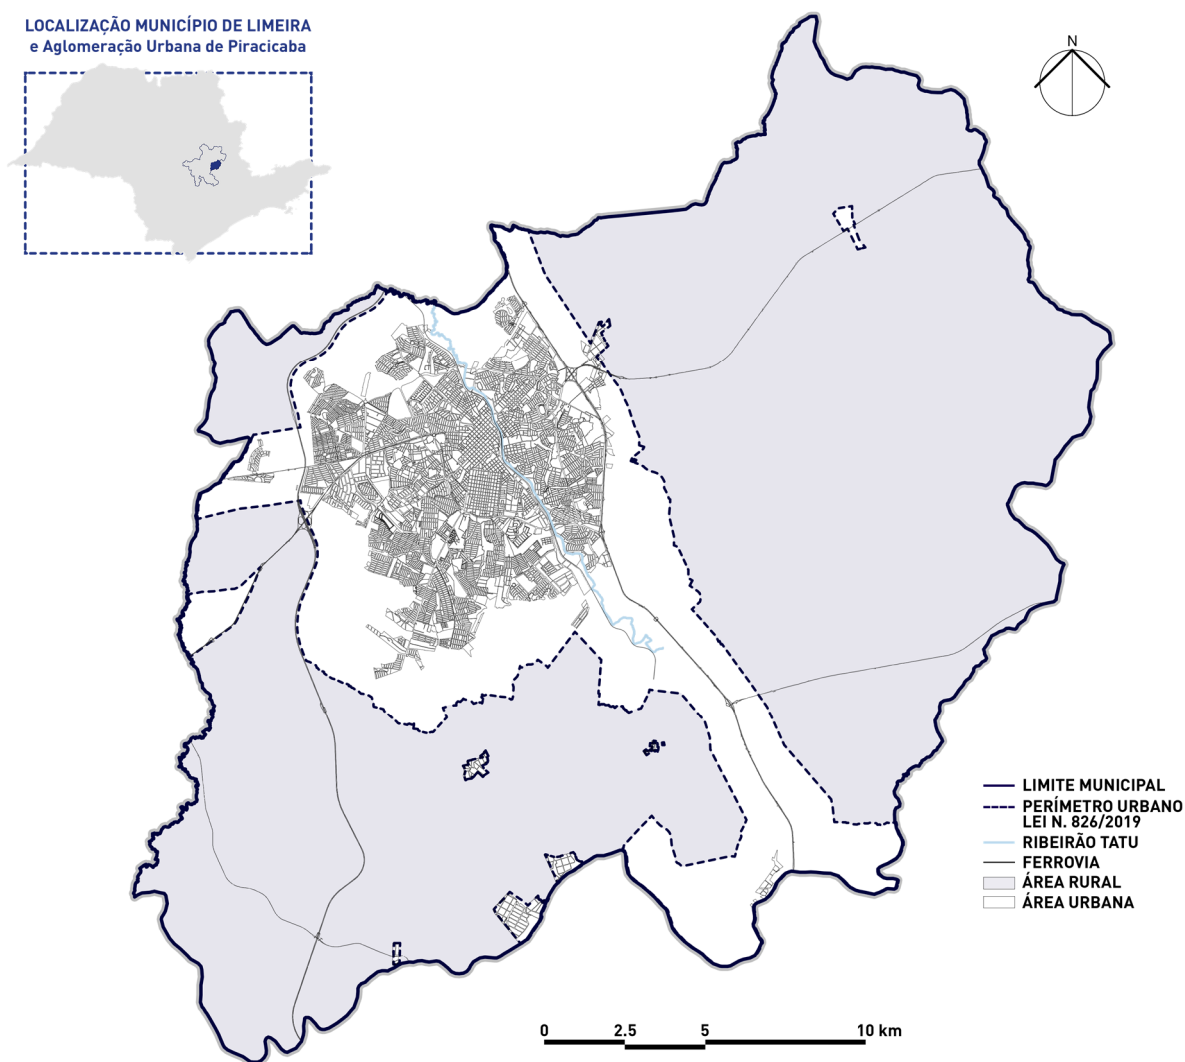 LOCALIZAÇÃO MUNICÍPIO DE LIMEIRA
e Aglomeração Urbana de Piracicaba
N
LIMITE MUNICIPAL
PERÍMETRO URBANO
LEI N. 826/2019
RIBEIRÃO TATU
FERROVIA
ÁREA RURAL
ÁREA URBANA
0 2.5 5 10 km